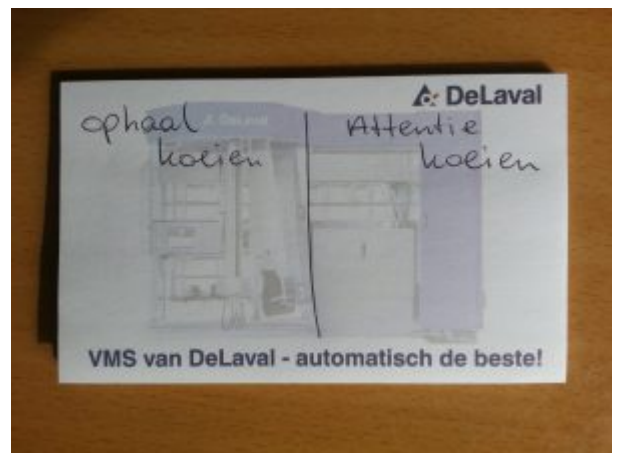 DeLaval
ophaal
koeien
Attentie
koeien
VMS van DeLaval - automatisch de beste!